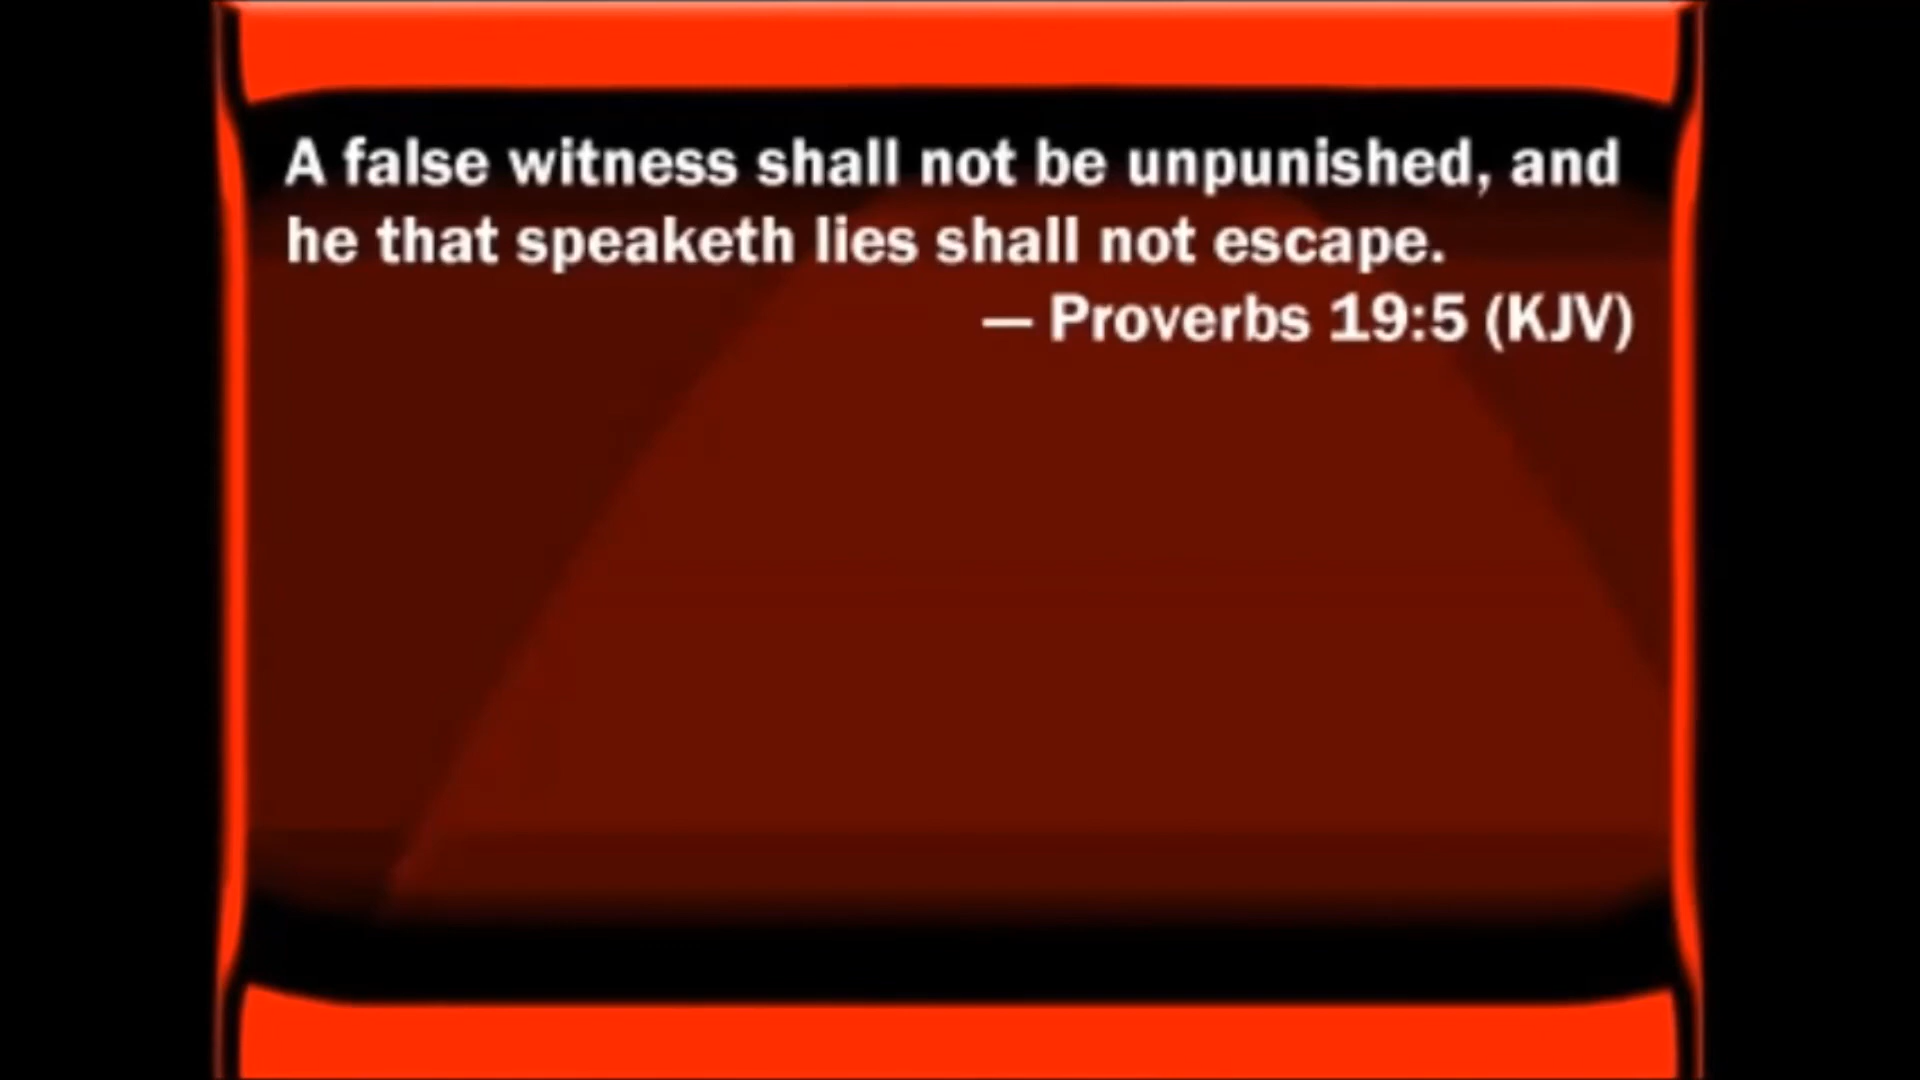 A false witness shall not be unpunished, and
he that speaketh lies shall not escape.
— Proverbs 19:5 (KJV)